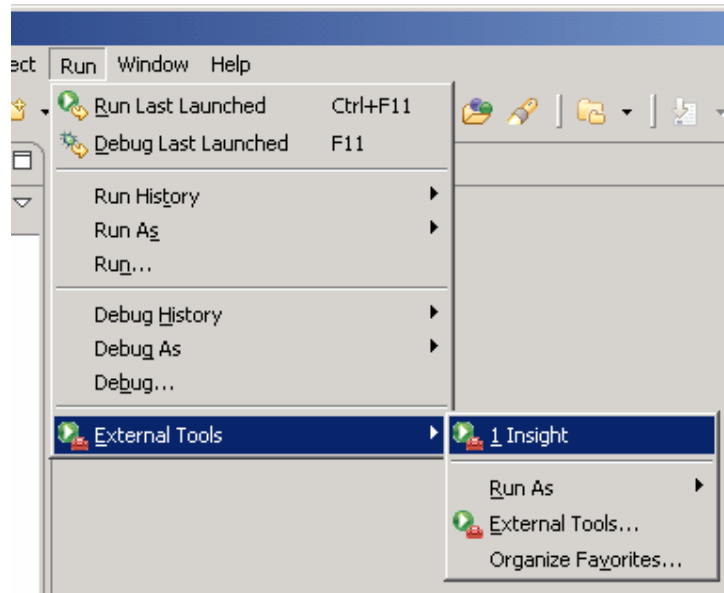 ect Run Window Help
Run Last Launched Ctrl+F11
Debug Last Launched F11
Run History
Run As
Run...
Debug History
Debug As
Debug...
External Tools
1 Insight
Run As
External Tools...
Organize Favorites...